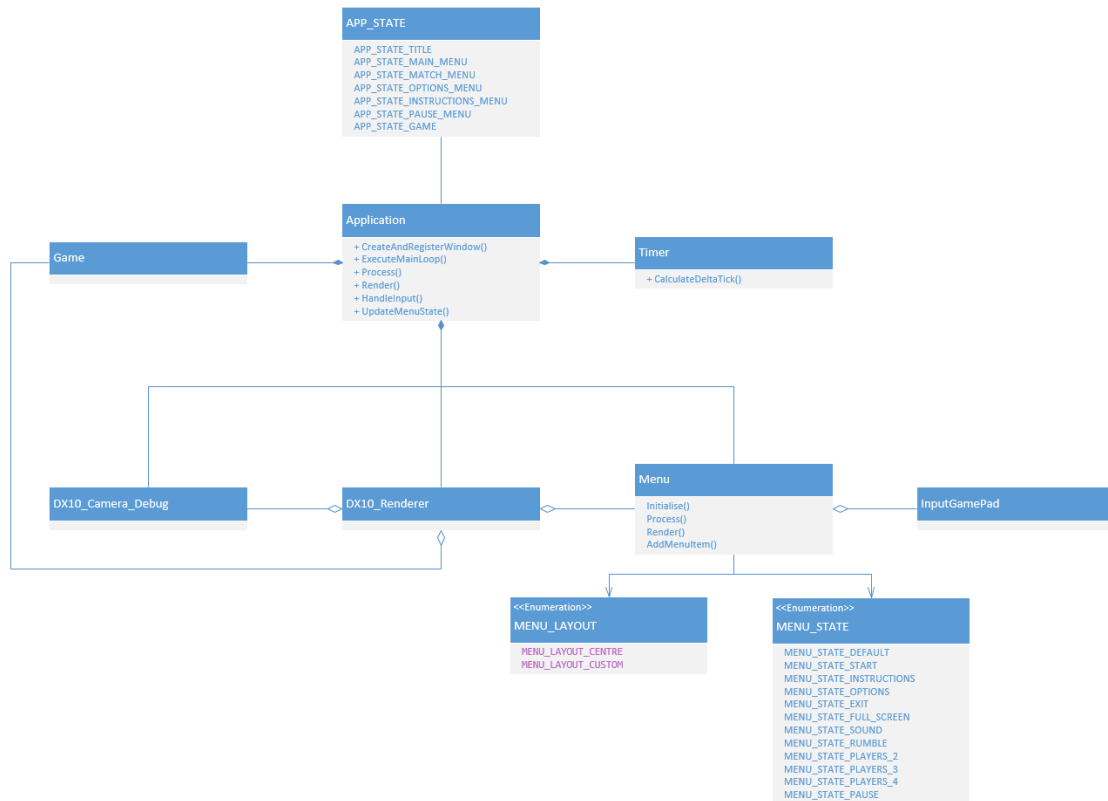 APP_STATE
APP_STATE_TITLE
APP_STATE_MAIN_MENU
APP_STATE_MATCH_MENU
APP_STATE_OPTIONS_MENU
APP_STATE_INSTRUCTIONS_MENU
APP_STATE_PAUSE_MENU
APP_STATE_GAME
Application
+ CreateAndRegisterWindow()
+ ExecuteMainLoop()
+ Process()
+ Render()
+ HandleInput()
+ UpdateMenuState()
Game
Timer
+ CalculateDeltaTick()
DX10_Camera_Debug
DX10_Renderer
Menu
Initialise()
Process()
Render()
AddMenuItem()
InputGamePad
<<Enumeration>>
MENU_LAYOUT
MENU_LAYOUT_CENTRE
MENU_LAYOUT_CUSTOM
<<Enumeration>>
MENU_STATE
MENU_STATE_DEFAULT
MENU_STATE_START
MENU_STATE_INSTRUCTIONS
MENU_STATE_OPTIONS
MENU_STATE_EXIT
MENU_STATE_FULL_SCREEN
MENU_STATE_SOUND
MENU_STATE_RUMBLE
MENU_STATE_PLAYERS_2
MENU_STATE_PLAYERS_3
MENU_STATE_PLAYERS_4
MENU_STATE_PAUSE